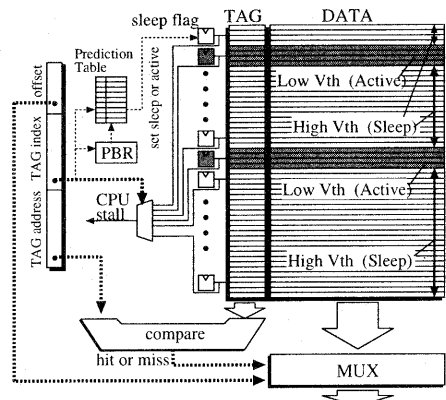 sleep flag
TAG
DATA
Prediction
Table
PBR
set sleep or active
offset
TAG index
TAG address
CPU
stall
Low Vth (Active)
High Vth (Sleep)
Low Vth (Active)
High Vth (Sleep)
compare
hit or miss
MUX